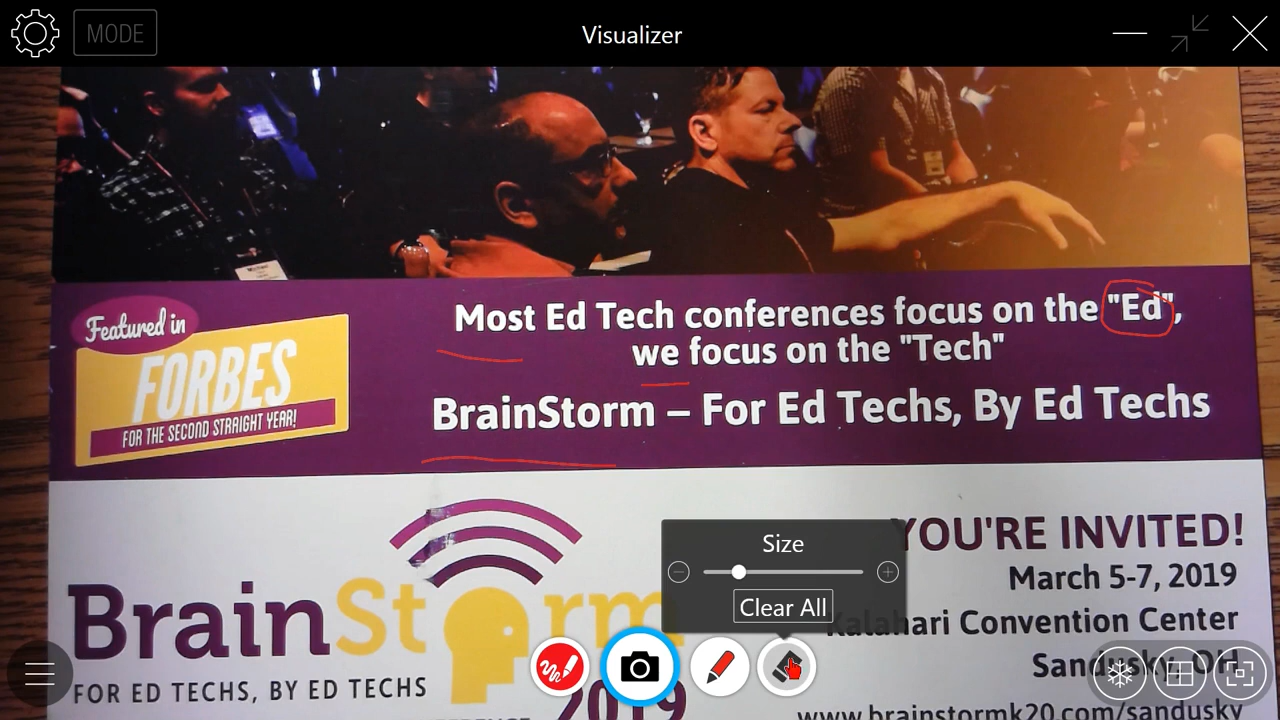 MODE
Visualizer
Most Ed Tech conferences focus on the "Ed",
we focus on the "Tech"
BrainStorm – For Ed Techs, By Ed Techs
Featured in
FORBES
FOR THE SECOND STRAIGHT YEAR!
Size
Clear All
YOU'RE INVITED!
March 5-7, 2019
Kalahari Convention Center
Sandusky, OH
www.brainstormk20.com/sandusky
BrainStorm
FOR ED TECHS, BY ED TECHS
2019